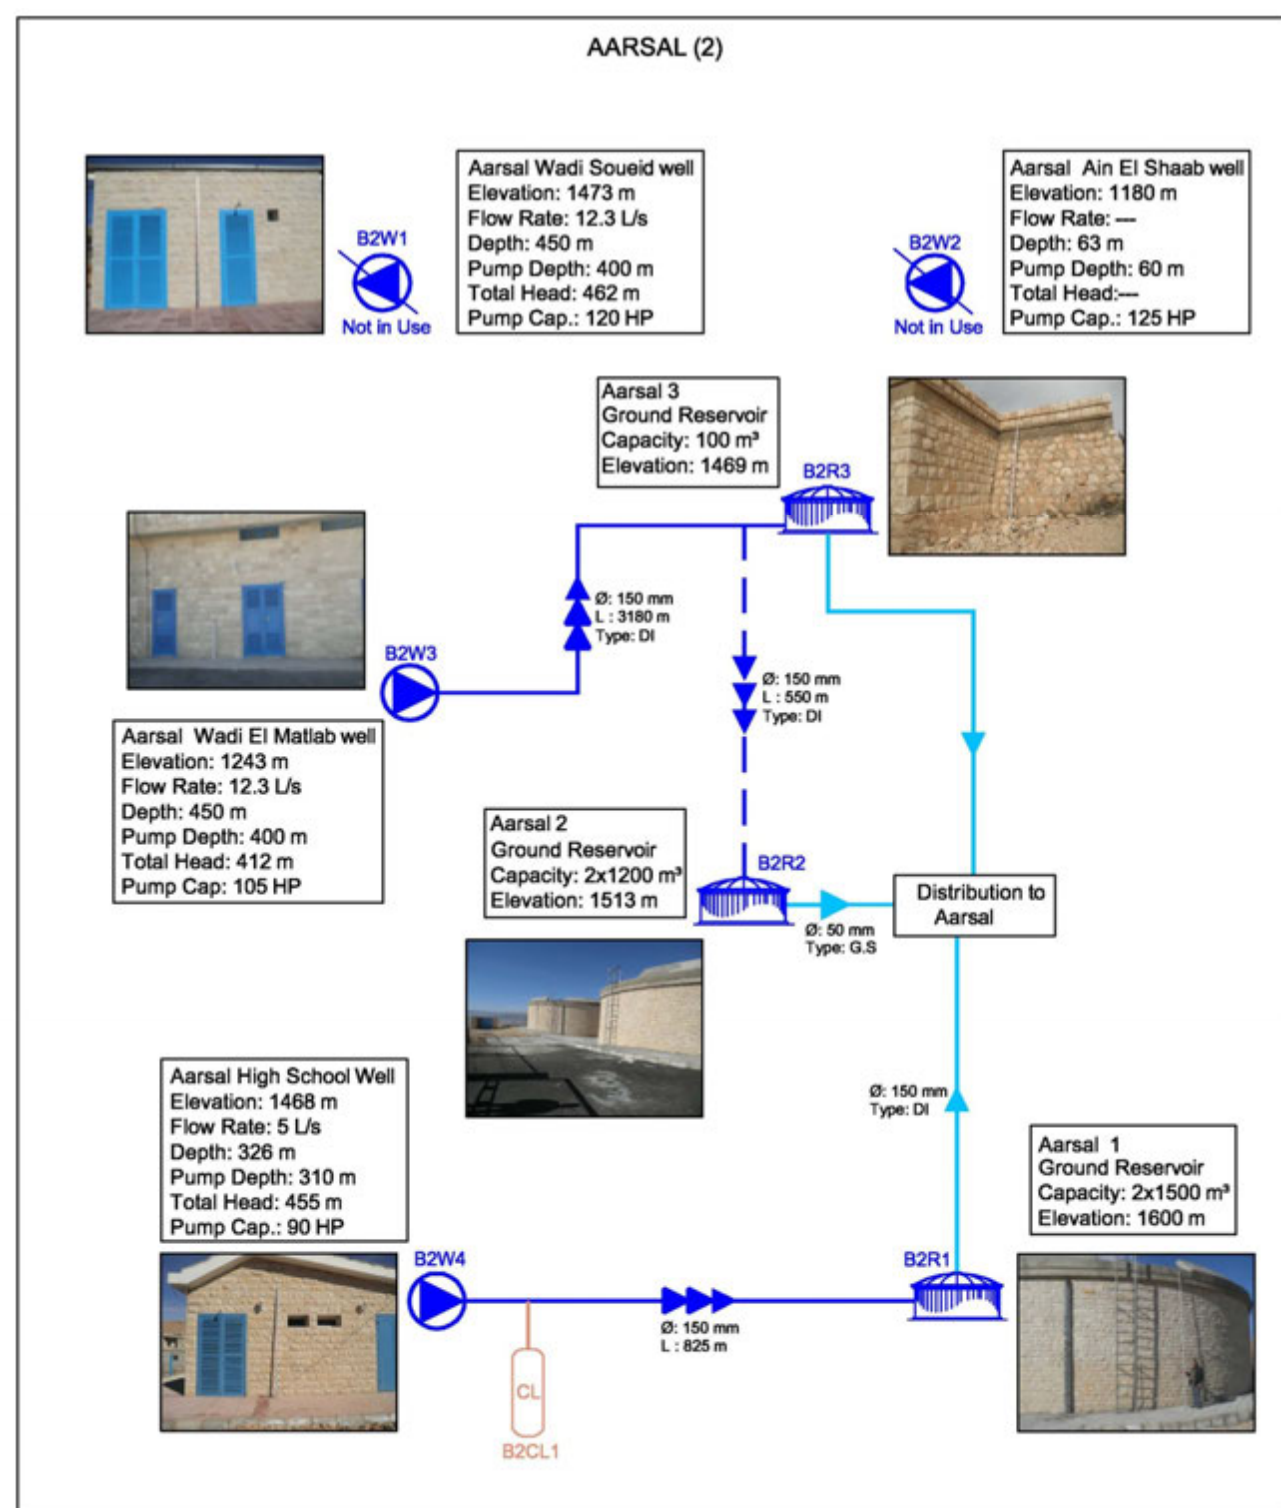 AARSAL (2)
B2W1
Not in Use
Aarsal Wadi Soueid well
Elevation: 1473 m
Flow Rate: 12.3 L/s
Depth: 450 m
Pump Depth: 400 m
Total Head: 462 m
Pump Cap.: 120 HP
B2W2
Not in Use
Aarsal Ain El Shaab well
Elevation: 1180 m
Flow Rate: ---
Depth: 63 m
Pump Depth: 60 m
Total Head:---
Pump Cap.: 125 HP
Aarsal 3
Ground Reservoir
Capacity: 100 m³
Elevation: 1469 m
B2R3
Ø: 150 mm
L : 3180 m
Type: DI
B2W3
Ø: 150 mm
L : 550 m
Type: DI
Aarsal Wadi El Matlab well
Elevation: 1243 m
Flow Rate: 12.3 L/s
Depth: 450 m
Pump Depth: 400 m
Total Head: 412 m
Pump Cap: 105 HP
Aarsal 2
Ground Reservoir
Capacity: 2x1200 m³
Elevation: 1513 m
B2R2
Ø: 50 mm
Type: G.S
Distribution to
Aarsal
Aarsal High School Well
Elevation: 1468 m
Flow Rate: 5 L/s
Depth: 326 m
Pump Depth: 310 m
Total Head: 455 m
Pump Cap.: 90 HP
Ø: 150 mm
Type: DI
Aarsal 1
Ground Reservoir
Capacity: 2x1500 m³
Elevation: 1600 m
B2W4
Ø: 150 mm
L : 825 m
B2R1
CL
B2CL1